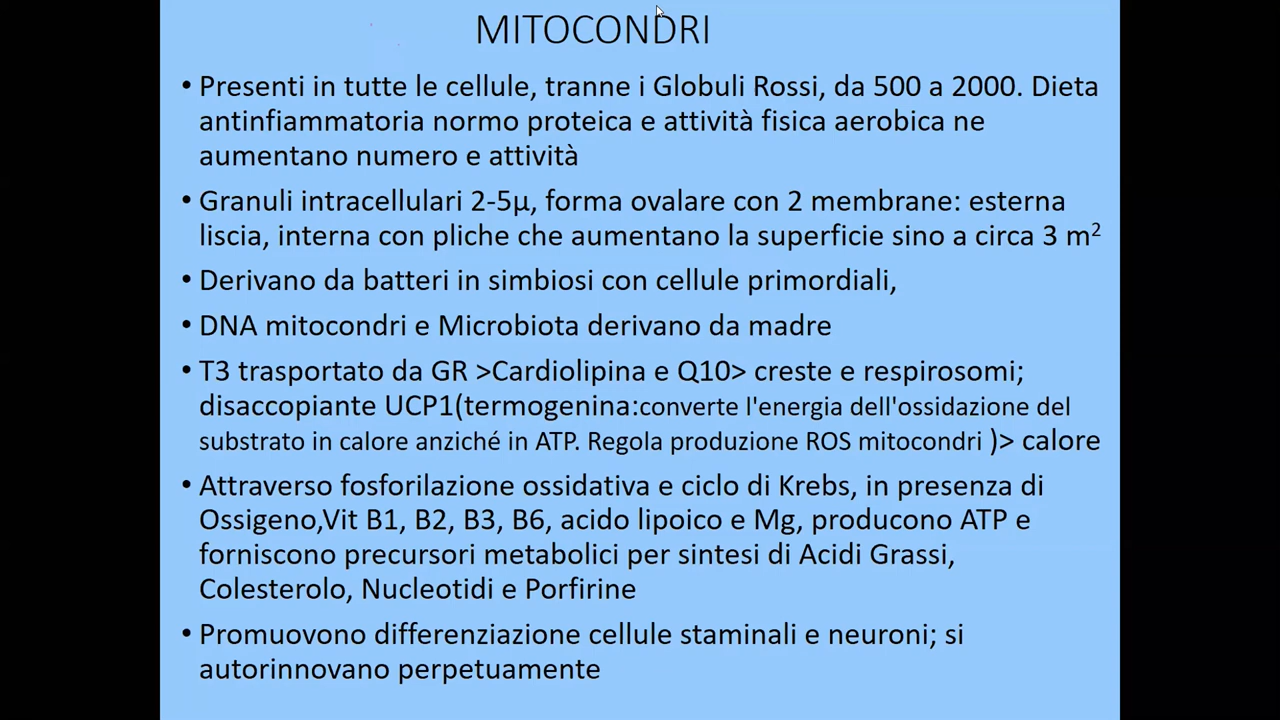 MITOCONDRI
• Presenti in tutte le cellule, tranne i Globuli Rossi, da 500 a 2000. Dieta
antinfiammatoria normo proteica e attività fisica aerobica ne
aumentano numero e attività
• Granuli intracellulari 2-5µ, forma ovalare con 2 membrane: esterna
liscia, interna con pliche che aumentano la superficie sino a circa 3 m²
• Derivano da batteri in simbiosi con cellule primordiali,
• DNA mitocondri e Microbiota derivano da madre
• T3 trasportato da GR >Cardiolipina e Q10> creste e respirosomi;
disaccopiante UCP1(termogenina:converte l'energia dell'ossidazione del
substrato in calore anziché in ATP. Regola produzione ROS mitocondri )> calore
• Attraverso fosforilazione ossidativa e ciclo di Krebs, in presenza di
Ossigeno,Vit B1, B2, B3, B6, acido lipoico e Mg, producono ATP e
forniscono precursori metabolici per sintesi di Acidi Grassi,
Colesterolo, Nucleotidi e Porfirine
• Promuovono differenziazione cellule staminali e neuroni; si
autorinnovano perpetuamente